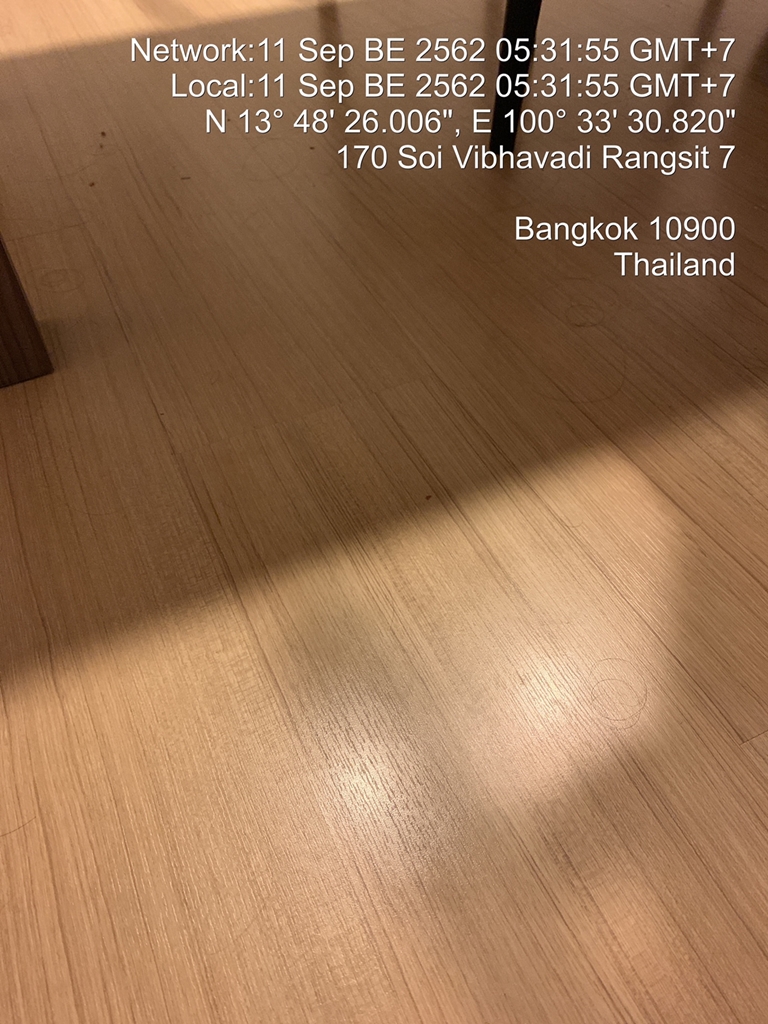 Network:11 Sep BE 2562 05:31:55 GMT+7
Local:11 Sep BE 2562 05:31:55 GMT+7
N 13° 48' 26.006", E 100° 33' 30.820"
170 Soi Vibhavadi Rangsit 7
Bangkok 10900
Thailand